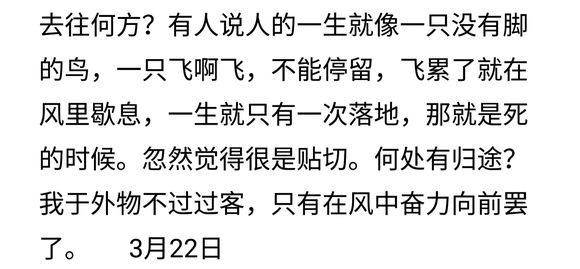 去往何方？有人说人的一生就像一只没有脚
的鸟，一只飞啊飞，不能停留，飞累了就在
风里歇息，一生就只有一次落地，那就是死
的时候。忽然觉得很是贴切。何处有归途？
我于外物不过过客，只有在风中奋力向前罢
了。　　3月22日